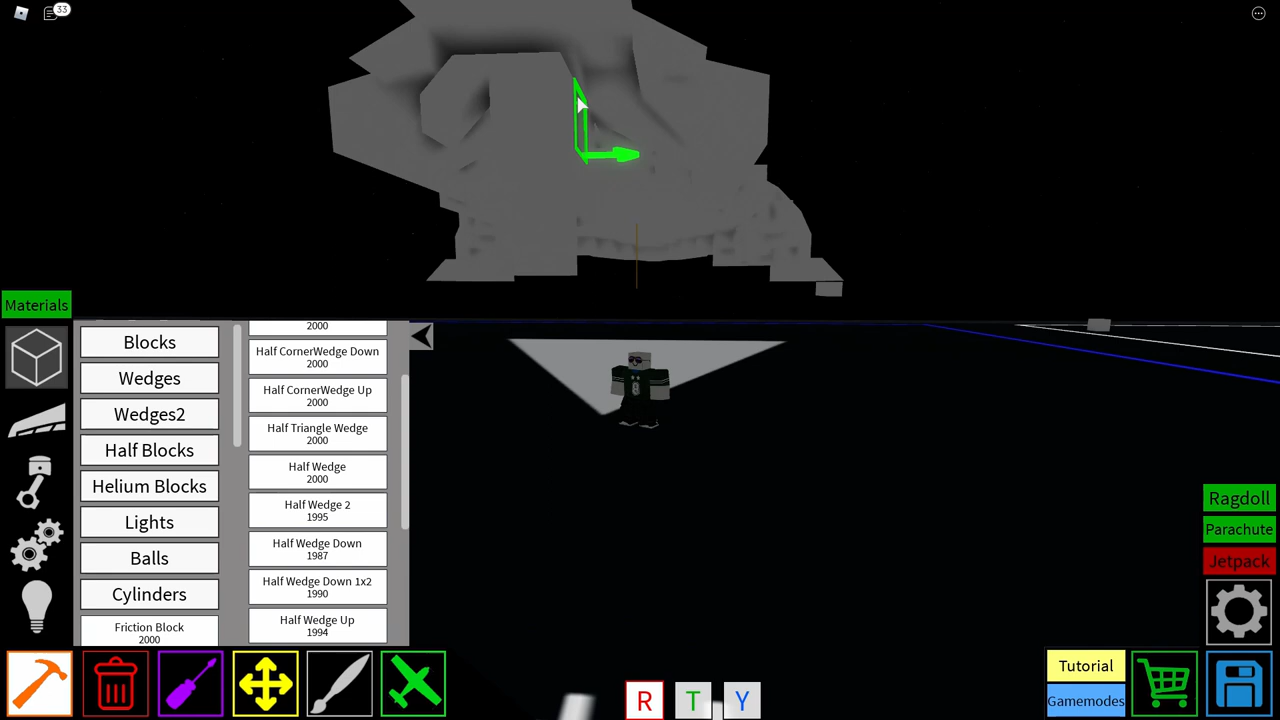 33
Materials
Blocks
Wedges
Wedges2
Half Blocks
Helium Blocks
Lights
Balls
Cylinders
Friction Block
2000
2000
Half CornerWedge Down
2000
Half CornerWedge Up
2000
Half Triangle Wedge
2000
Half Wedge
2000
Half Wedge 2
1995
Half Wedge Down
1987
Half Wedge Down 1x2
1990
Half Wedge Up
1994
8
Ragdoll
Parachute
Jetpack
R
T
Y
Tutorial
Gamemodes